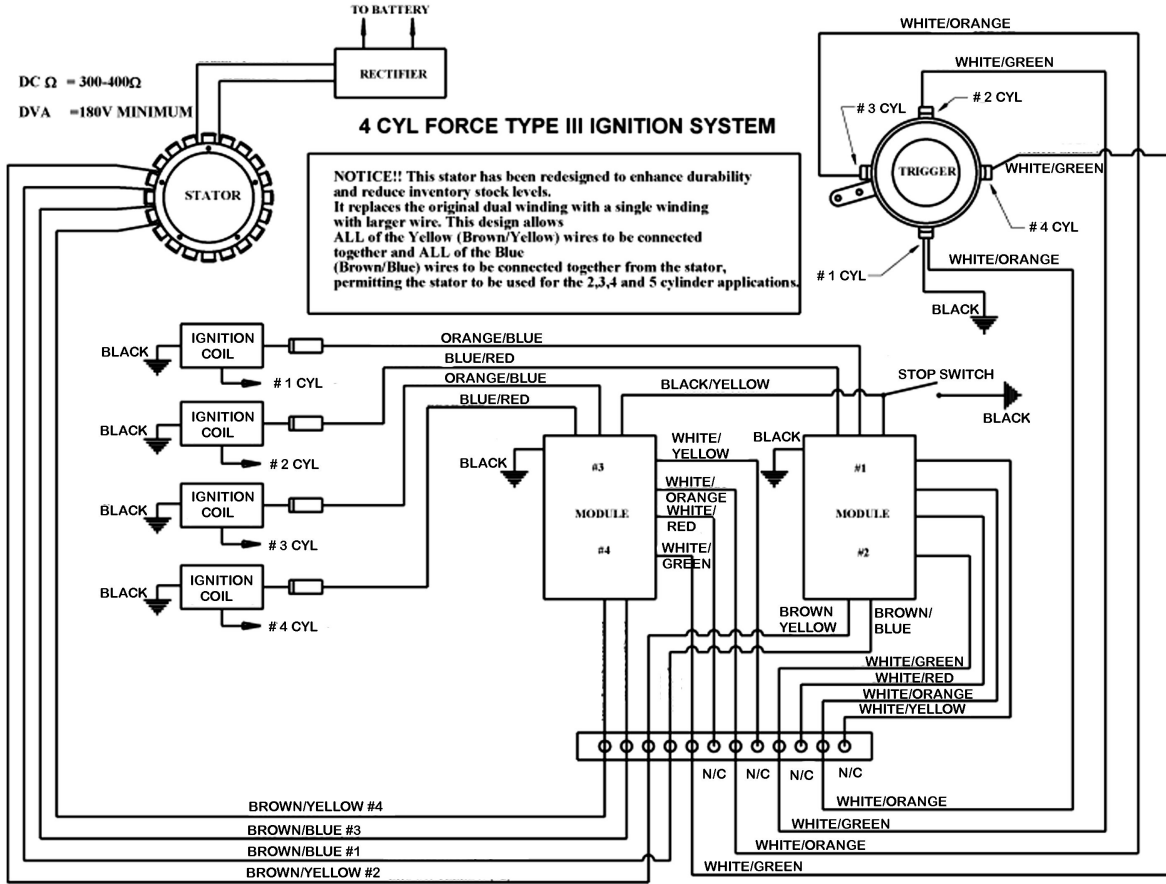 TO BATTERY
RECTIFIER
DC Ω = 300-400Ω
DVA =180V MINIMUM
STATOR
4 CYL FORCE TYPE III IGNITION SYSTEM
NOTICE!! This stator has been redesigned to enhance durability
and reduce inventory stock levels.
It replaces the original dual winding with a single winding
with larger wire. This design allows
ALL of the Yellow (Brown/Yellow) wires to be connected
together and ALL of the Blue
(Brown/Blue) wires to be connected together from the stator,
permitting the stator to be used for the 2,3,4 and 5 cylinder applications.
WHITE/ORANGE
WHITE/GREEN
# 2 CYL
# 3 CYL
TRIGGER
WHITE/GREEN
# 4 CYL
WHITE/ORANGE
# 1 CYL
BLACK
IGNITION
COIL
BLACK
# 1 CYL
ORANGE/BLUE
BLUE/RED
ORANGE/BLUE
BLUE/RED
IGNITION
COIL
BLACK
# 2 CYL
IGNITION
COIL
BLACK
# 3 CYL
IGNITION
COIL
BLACK
# 4 CYL
BLACK/YELLOW
STOP SWITCH
BLACK
BLACK
#3
MODULE
#4
WHITE/
YELLOW
WHITE/
ORANGE
WHITE/
RED
WHITE/
GREEN
BLACK
#1
MODULE
#2
BROWN
YELLOW
BROWN/
BLUE
WHITE/GREEN
WHITE/RED
WHITE/ORANGE
WHITE/YELLOW
N/C
N/C
N/C
N/C
BROWN/YELLOW #4
BROWN/BLUE #3
BROWN/BLUE #1
BROWN/YELLOW #2
WHITE/ORANGE
WHITE/GREEN
WHITE/ORANGE
WHITE/GREEN